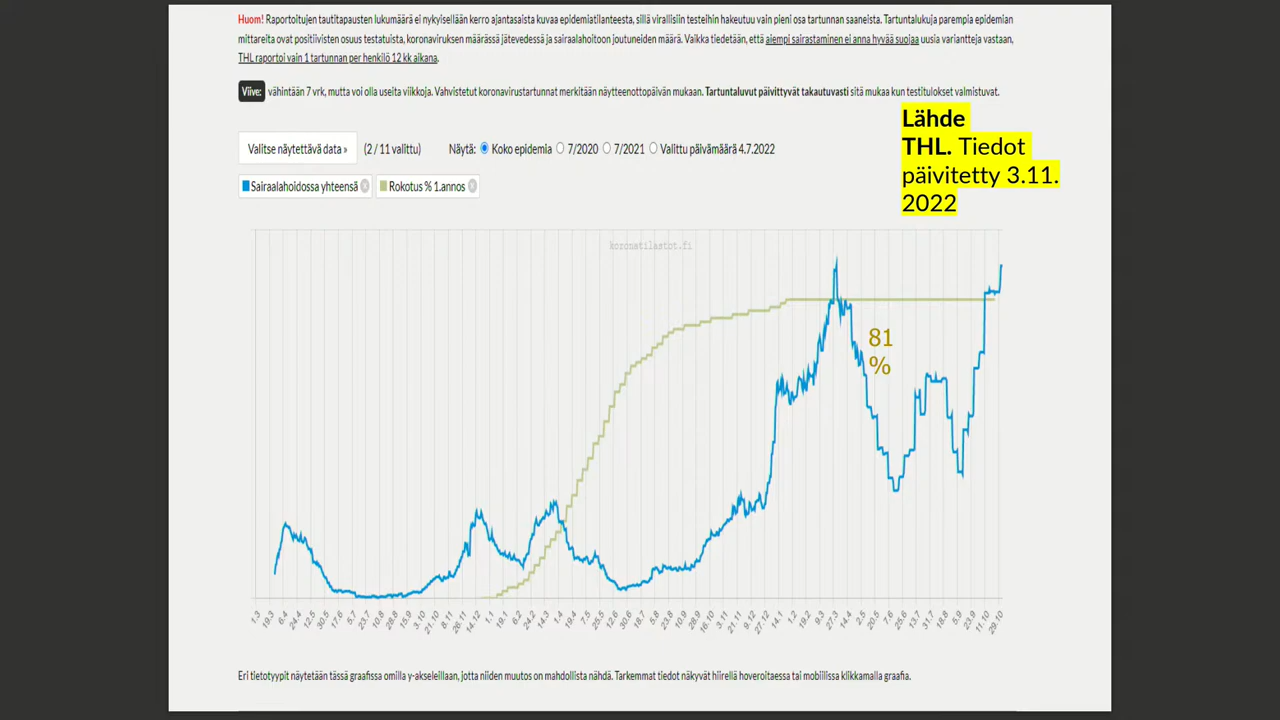 Huom! Raportoitujen tautitapausten lukumäärä ei nykyisellään kerro ajantasaista kuvaa epidemiatilanteesta, sillä virallisiin testeihin hakeutuu vain pieni osa tartunnan saaneista. Tartuntalukuja parempia epidemian
mittareita ovat positiivisten osuus testatuista, koronaviruksen määrässä jätevedessä ja sairaalahoitoon joutuneiden määrä. Vaikka tiedetään, että aiempi sairastaminen ei anna hyvää suojaa uusia variantteja vastaan,
THL raportoi vain 1 tartunnan per henkilö 12 kk aikana.
Viive: vähintään 7 vrk, mutta voi olla useita viikkoja. Vahvistetut koronavirustartunnat merkitään näytteenottopäivän mukaan. Tartuntaluvut päivittyvät takautuvasti sitä mukaa kun testitulokset valmistuvat.
Lähde
THL. Tiedot
päivitetty 3.11.
2022
Valitse näytettävä data » (2 / 11 valittu) Näytä: Koko epidemia 7/2020 7/2021 Valittu päivämäärä 4.7.2022
Sairaalahoidossa yhteensä Rokotus % 1.annos
koronatilastot.fi
81
%
1.3 19.3 6.4 24.4 12.5 30.5 17.6 5.7 23.7 10.8 28.8 15.9 3.10 21.10 8.11 26.11 14.12 1.1 19.1 6.2 24.2 14.3 1.4 19.4 7.5 25.5 12.6 30.6 18.7 5.8 23.8 10.9 28.9 16.10 3.11 21.11 9.12 27.12 14.1 1.2 19.2 9.3 27.3 14.4 2.5 20.5 7.6 25.6 13.7 31.7 18.8 5.9 23.9 11.10 29.10
Eri tietotyypit näytetään tässä graafissa omilla y-akseleillaan, jotta niiden muutos on mahdollista nähdä. Tarkemmat tiedot näkyvät hiirellä hoveroitaessa tai mobiilissa klikkamalla graafia.